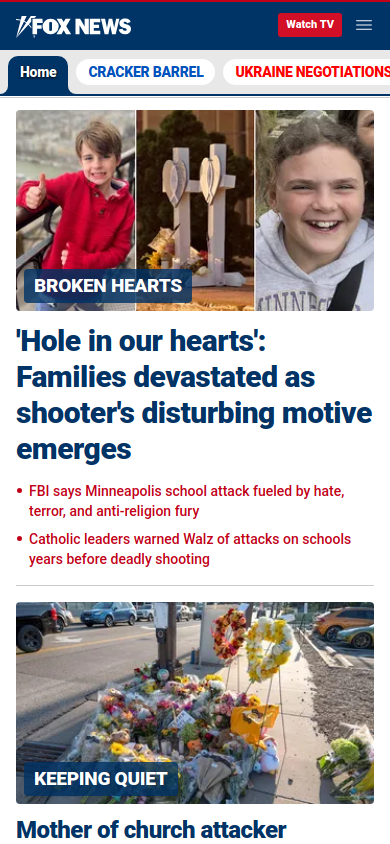 FOX NEWS
Watch TV
Home
CRACKER BARREL
UKRAINE NEGOTIATIONS
BROKEN HEARTS
'Hole in our hearts':
Families devastated as
shooter's disturbing motive
emerges
FBI says Minneapolis school attack fueled by hate,
terror, and anti-religion fury
Catholic leaders warned Walz of attacks on schools
years before deadly shooting
KEEPING QUIET
Mother of church attacker